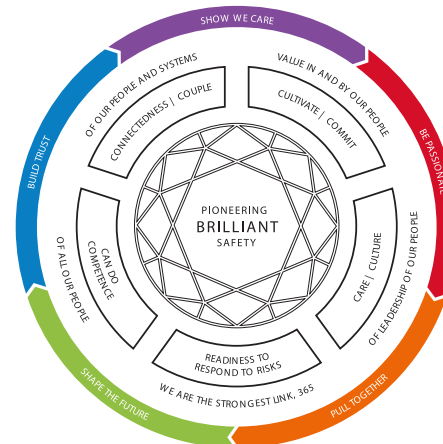 SHOW WE CARE
BE PASSIONATE
PULL TOGETHER
SHAPE THE FUTURE
BUILD TRUST
OF OUR PEOPLE AND SYSTEMS
CONNECTEDNESS | COUPLE
VALUE IN AND BY OUR PEOPLE
CULTIVATE | COMMIT
OF LEADERSHIP OF OUR PEOPLE
CARE | CULTURE
READINESS TO
RESPOND TO RISKS
WE ARE THE STRONGEST LINK, 365
CAN DO
COMPETENCE
OF ALL OUR PEOPLE
PIONEERING
BRILLIANT
SAFETY